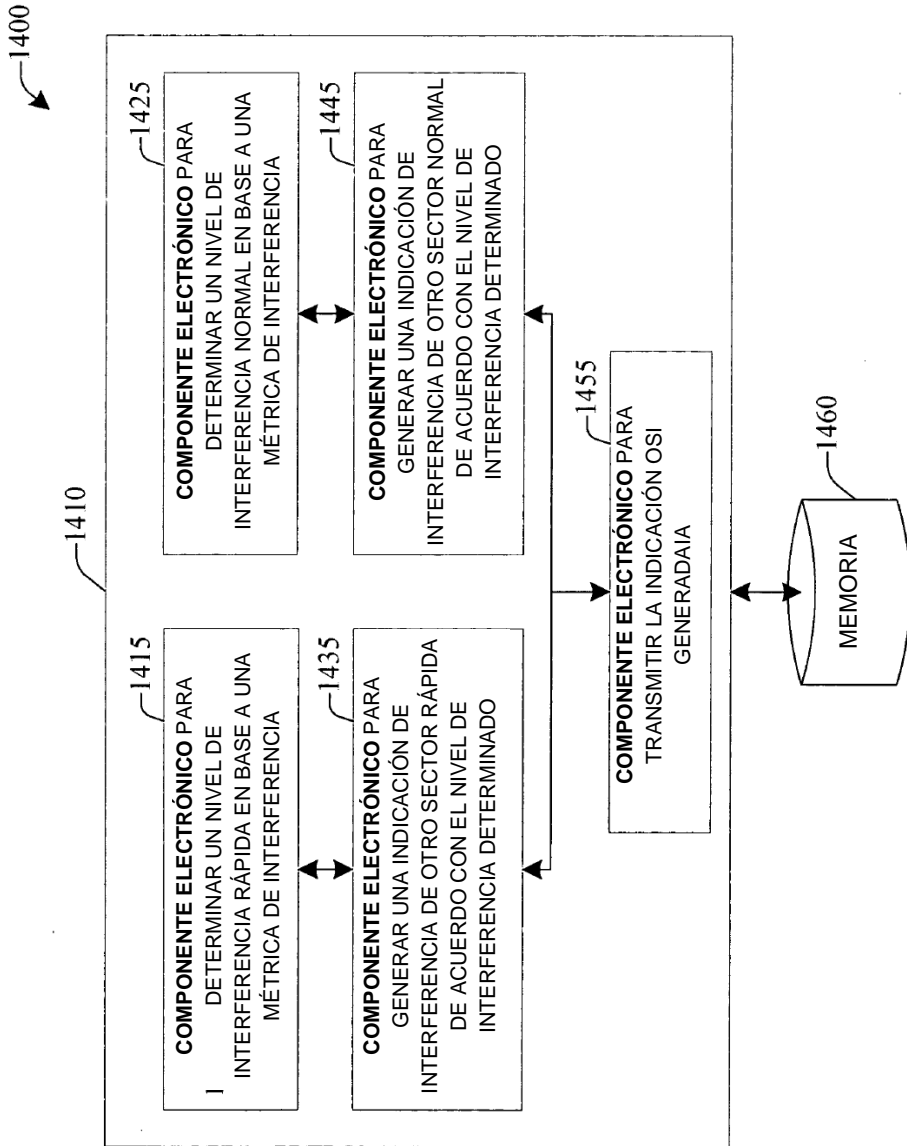 1400
1410
1415
COMPONENTE ELECTRÓNICO PARA
DETERMINAR UN NIVEL DE
INTERFERENCIA RÁPIDA EN BASE A UNA
MÉTRICA DE INTERFERENCIA
]
1425
COMPONENTE ELECTRÓNICO PARA
DETERMINAR UN NIVEL DE
INTERFERENCIA NORMAL EN BASE A UNA
MÉTRICA DE INTERFERENCIA
1435
COMPONENTE ELECTRÓNICO PARA
GENERAR UNA INDICACIÓN DE
INTERFERENCIA DE OTRO SECTOR RÁPIDA
DE ACUERDO CON EL NIVEL DE
INTERFERENCIA DETERMINADO
1445
COMPONENTE ELECTRÓNICO PARA
GENERAR UNA INDICACIÓN DE
INTERFERENCIA DE OTRO SECTOR NORMAL
DE ACUERDO CON EL NIVEL DE
INTERFERENCIA DETERMINADO
1455
COMPONENTE ELECTRÓNICO PARA
TRANSMITIR LA INDICACIÓN OSI
GENERADAIA
1460
MEMORIA